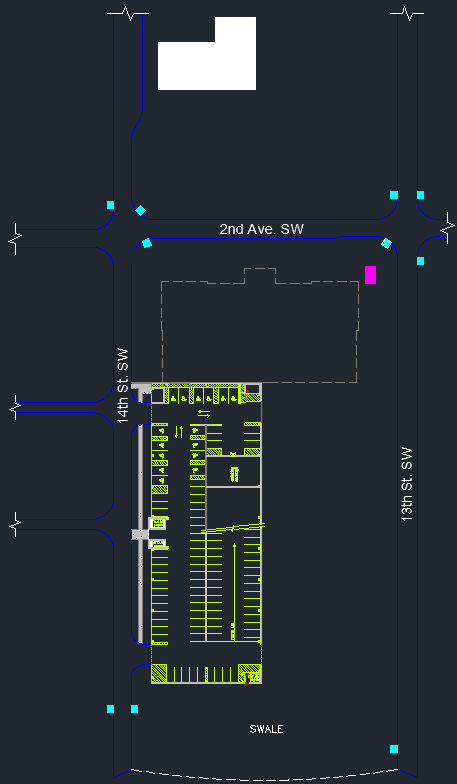 2nd Ave. SW
14th St. SW
13th St. SW
SWALE